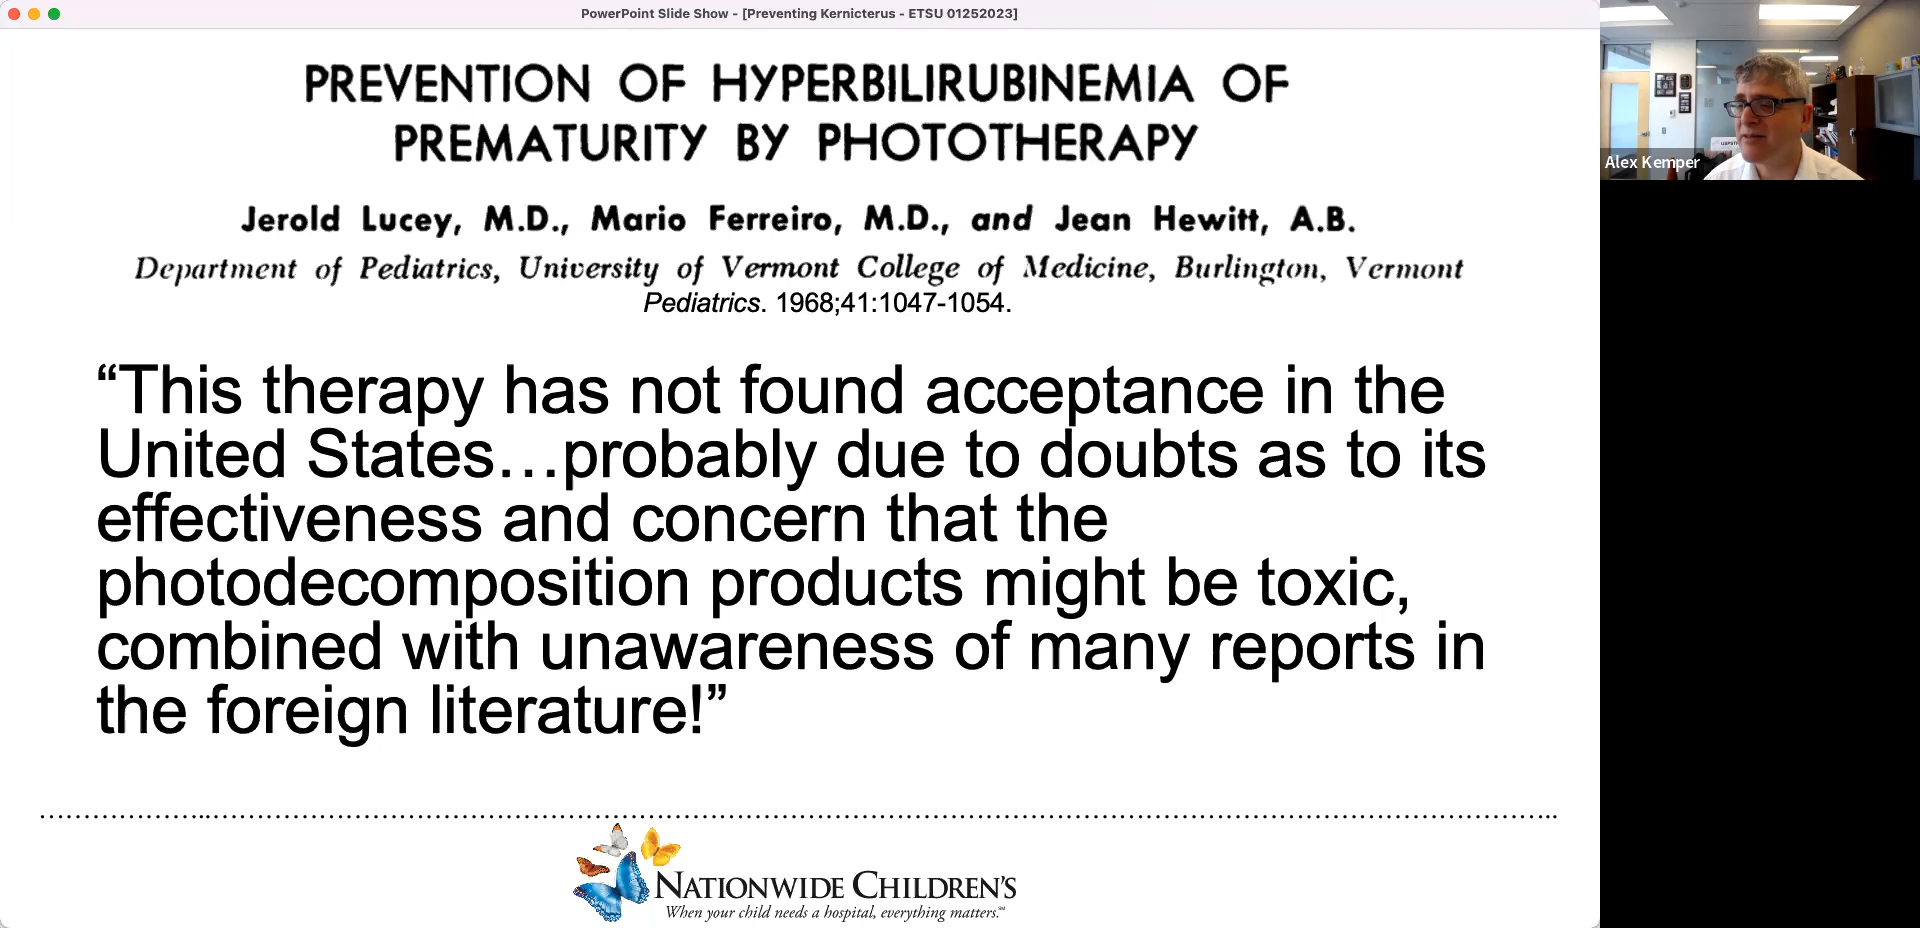 PowerPoint Slide Show - [Preventing Kernicterus - ETSU 01252023]
PREVENTION OF HYPERBILIRUBINEMIA OF
PREMATURITY BY PHOTOTHERAPY
Jerold Lucey, M.D., Mario Ferreiro, M.D., and Jean Hewitt, A.B.
Department of Pediatrics, University of Vermont College of Medicine, Burlington, Vermont
Pediatrics. 1968;41:1047-1054.
“This therapy has not found acceptance in the
United States…probably due to doubts as to its
effectiveness and concern that the
photodecomposition products might be toxic,
combined with unawareness of many reports in
the foreign literature!”
NATIONWIDE CHILDREN'S
When your child needs a hospital, everything matters.℠
Alex Kemper